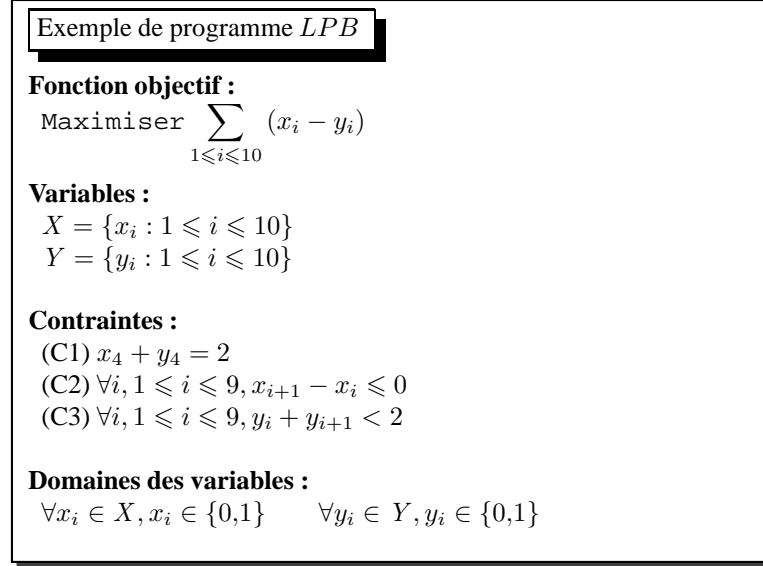 Exemple de programme LPB
Fonction objectif :
Maximiser ∑ (x_i − y_i)
1⩽i⩽10
Variables :
X = {x_i : 1 ⩽ i ⩽ 10}
Y = {y_i : 1 ⩽ i ⩽ 10}
Contraintes :
(C1) x_4 + y_4 = 2
(C2) ∀i, 1 ⩽ i ⩽ 9, x_{i+1} − x_i ⩽ 0
(C3) ∀i, 1 ⩽ i ⩽ 9, y_i + y_{i+1} < 2
Domaines des variables :
∀x_i ∈ X, x_i ∈ {0,1} ∀y_i ∈ Y, y_i ∈ {0,1}